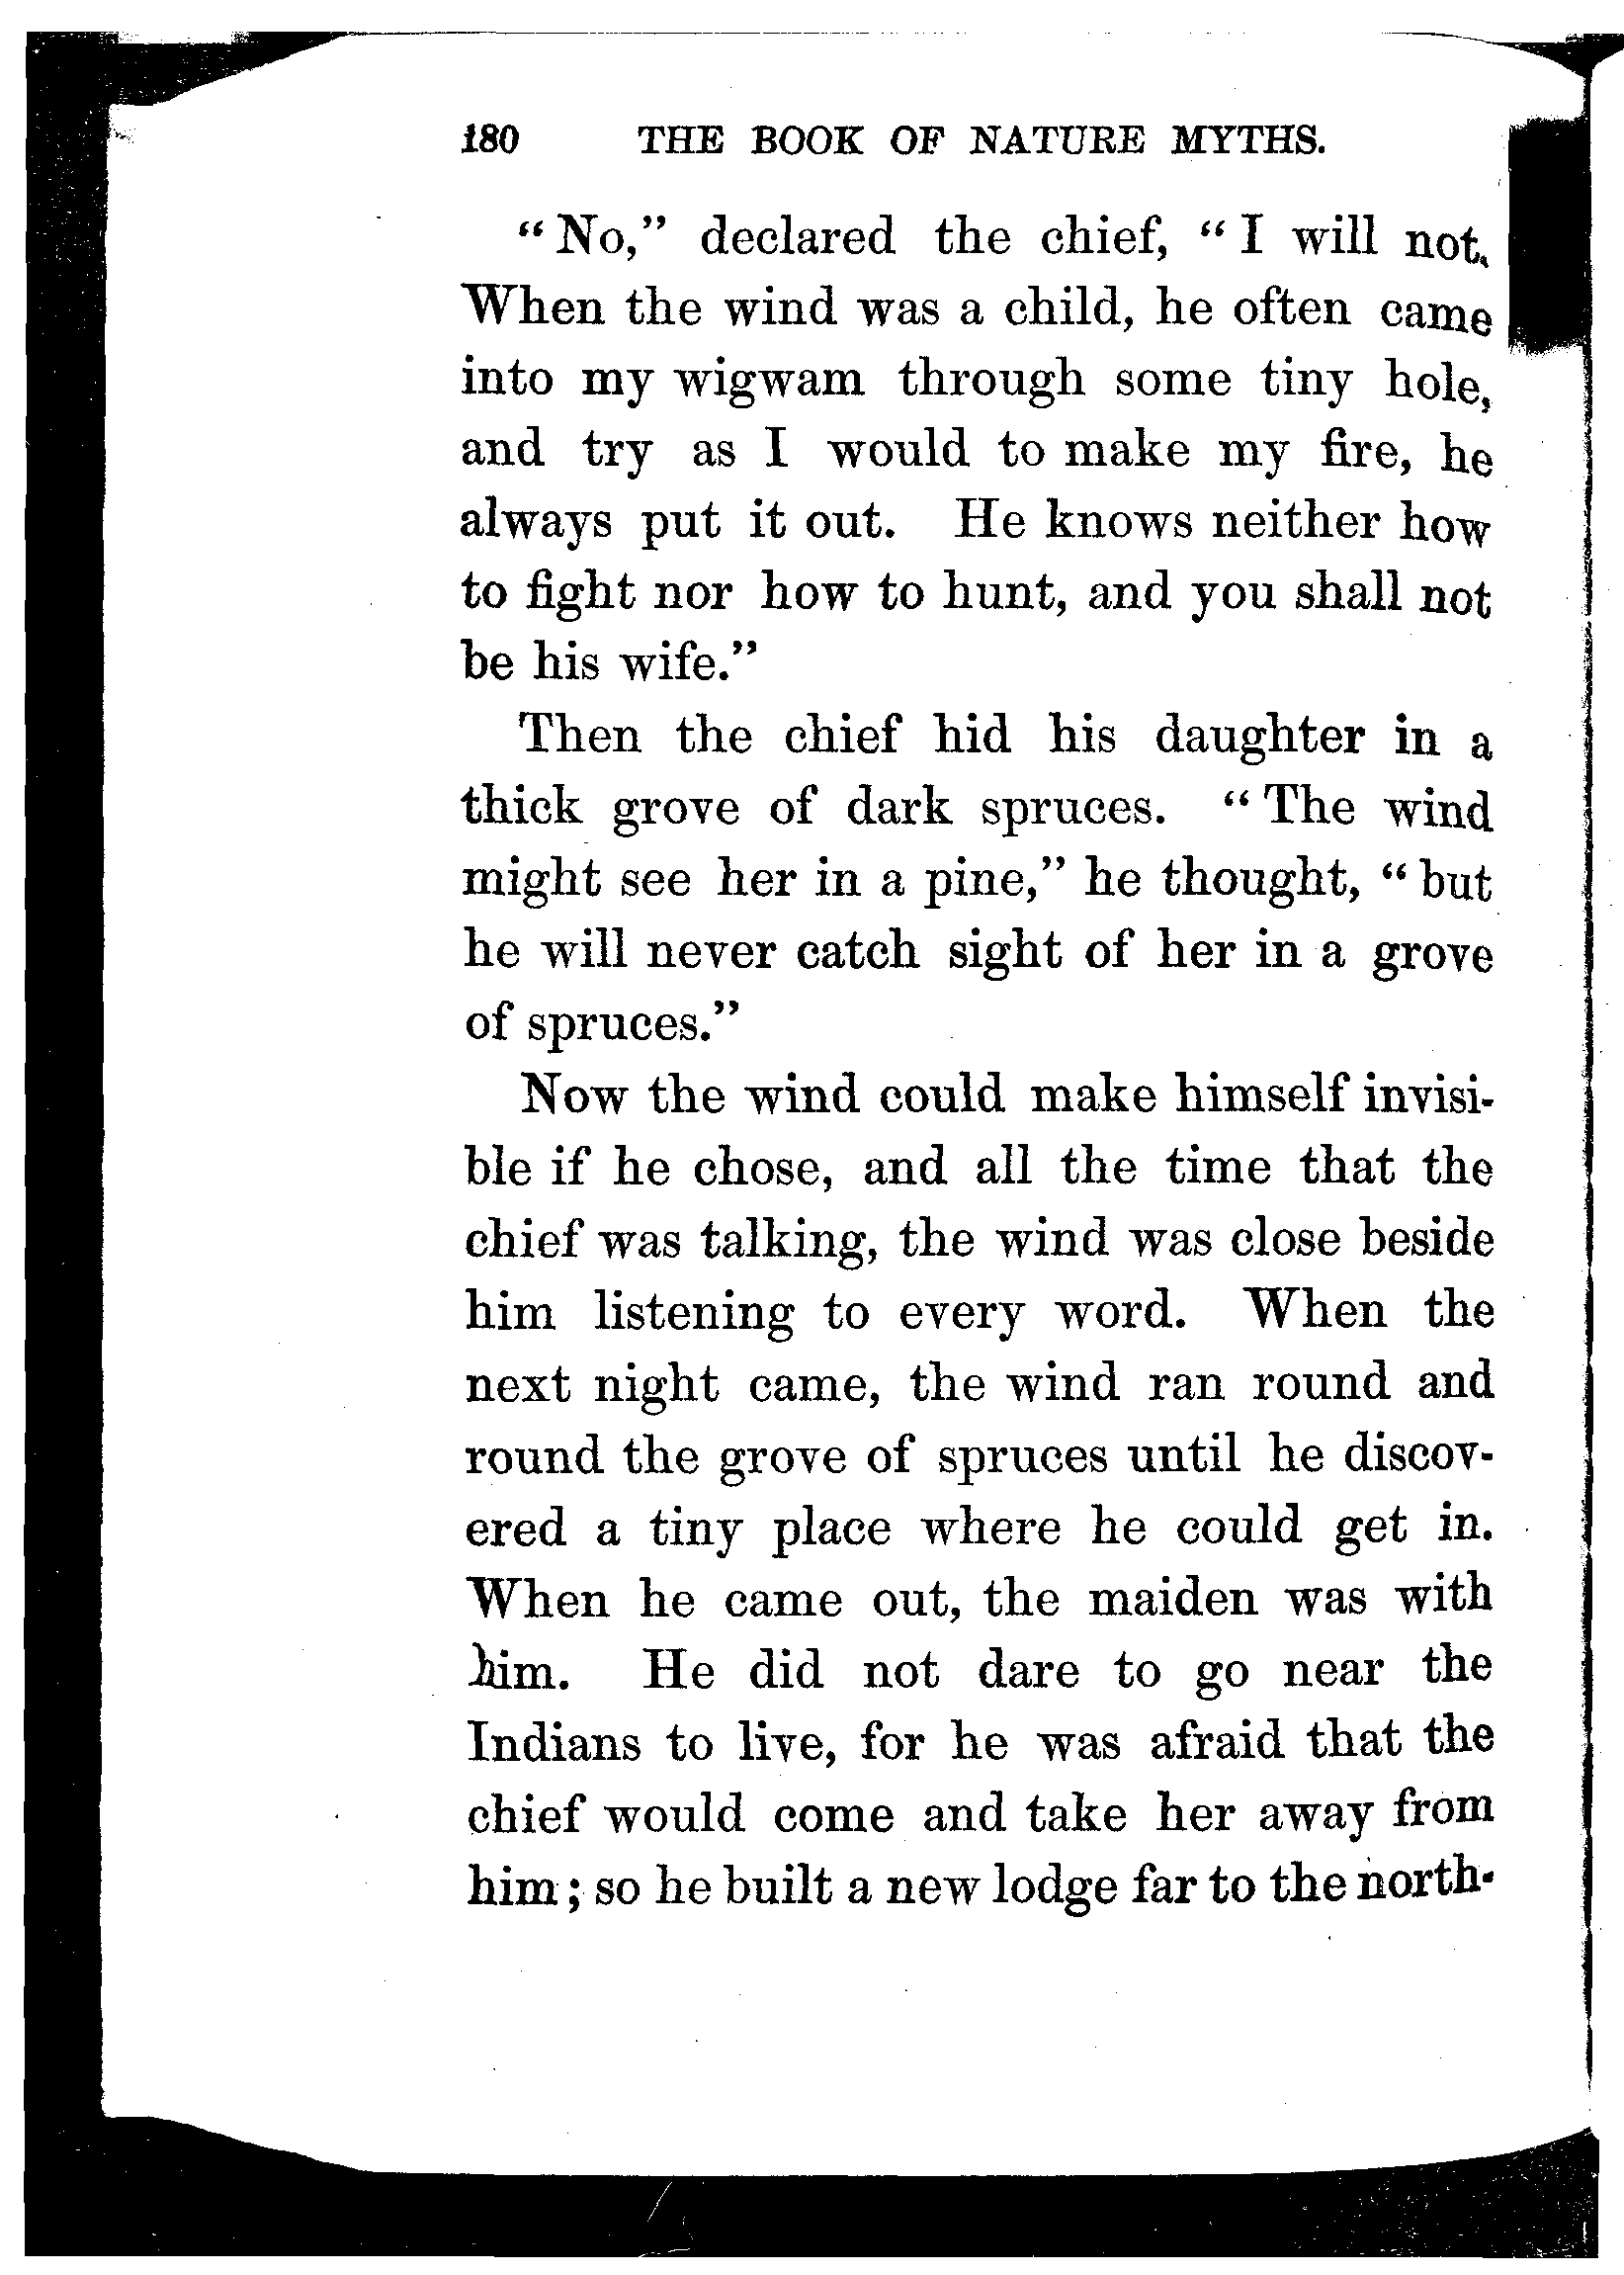 180 THE BOOK OF NATURE MYTHS.
“No,” declared the chief, “I will not.
When the wind was a child, he often came
into my wigwam through some tiny hole,
and try as I would to make my fire, he
always put it out. He knows neither how
to fight nor how to hunt, and you shall not
be his wife.”
Then the chief hid his daughter in a
thick grove of dark spruces. “The wind
might see her in a pine,” he thought, “but
he will never catch sight of her in a grove
of spruces.”
Now the wind could make himself invisi-
ble if he chose, and all the time that the
chief was talking, the wind was close beside
him listening to every word. When the
next night came, the wind ran round and
round the grove of spruces until he discov-
ered a tiny place where he could get in.
When he came out, the maiden was with
him. He did not dare to go near the
Indians to live, for he was afraid that the
chief would come and take her away from
him; so he built a new lodge far to the north-